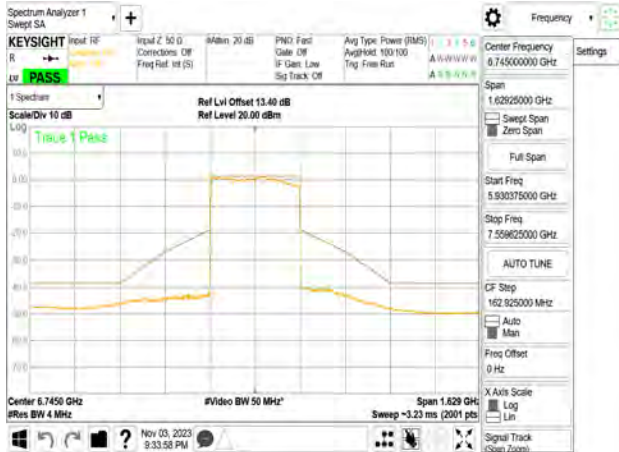 Spectrum Analyzer 1
Swept SA
+
Frequency
KEYSIGHT
Input: RF
R
LV
PASS
Input Z: 50 Ω
Corrections: Off
Freq Ref: Int (S)
#Atten: 20 dB
PNO: Fast
Gate: Off
IF Gain: Low
Sig Track: Off
Avg Type: Power (RMS)
Avg|Hold: 100/100
Trig: Free Run
1 Spectrum
Scale/Div 10 dB
Ref Lvl Offset 13.40 dB
Ref Level 20.00 dBm
Log
Trace 1 Pass
10.0
0.00
Center 6.7450 GHz
#Res BW 4 MHz
#Video BW 50 MHz*
Span 1.629 GHz
Sweep ~3.23 ms (2001 pts
Nov 03, 2023
9:33:58 PM
?
Settings
Center Frequency
6.745000000 GHz
Span
1.62925000 GHz
Swept Span
Zero Span
Full Span
Start Freq
5.930375000 GHz
Stop Freq
7.559625000 GHz
AUTO TUNE
CF Step
162.925000 MHz
Auto
Man
Freq Offset
0 Hz
X Axis Scale
Log
Lin
Signal Track
(Span Zoom)